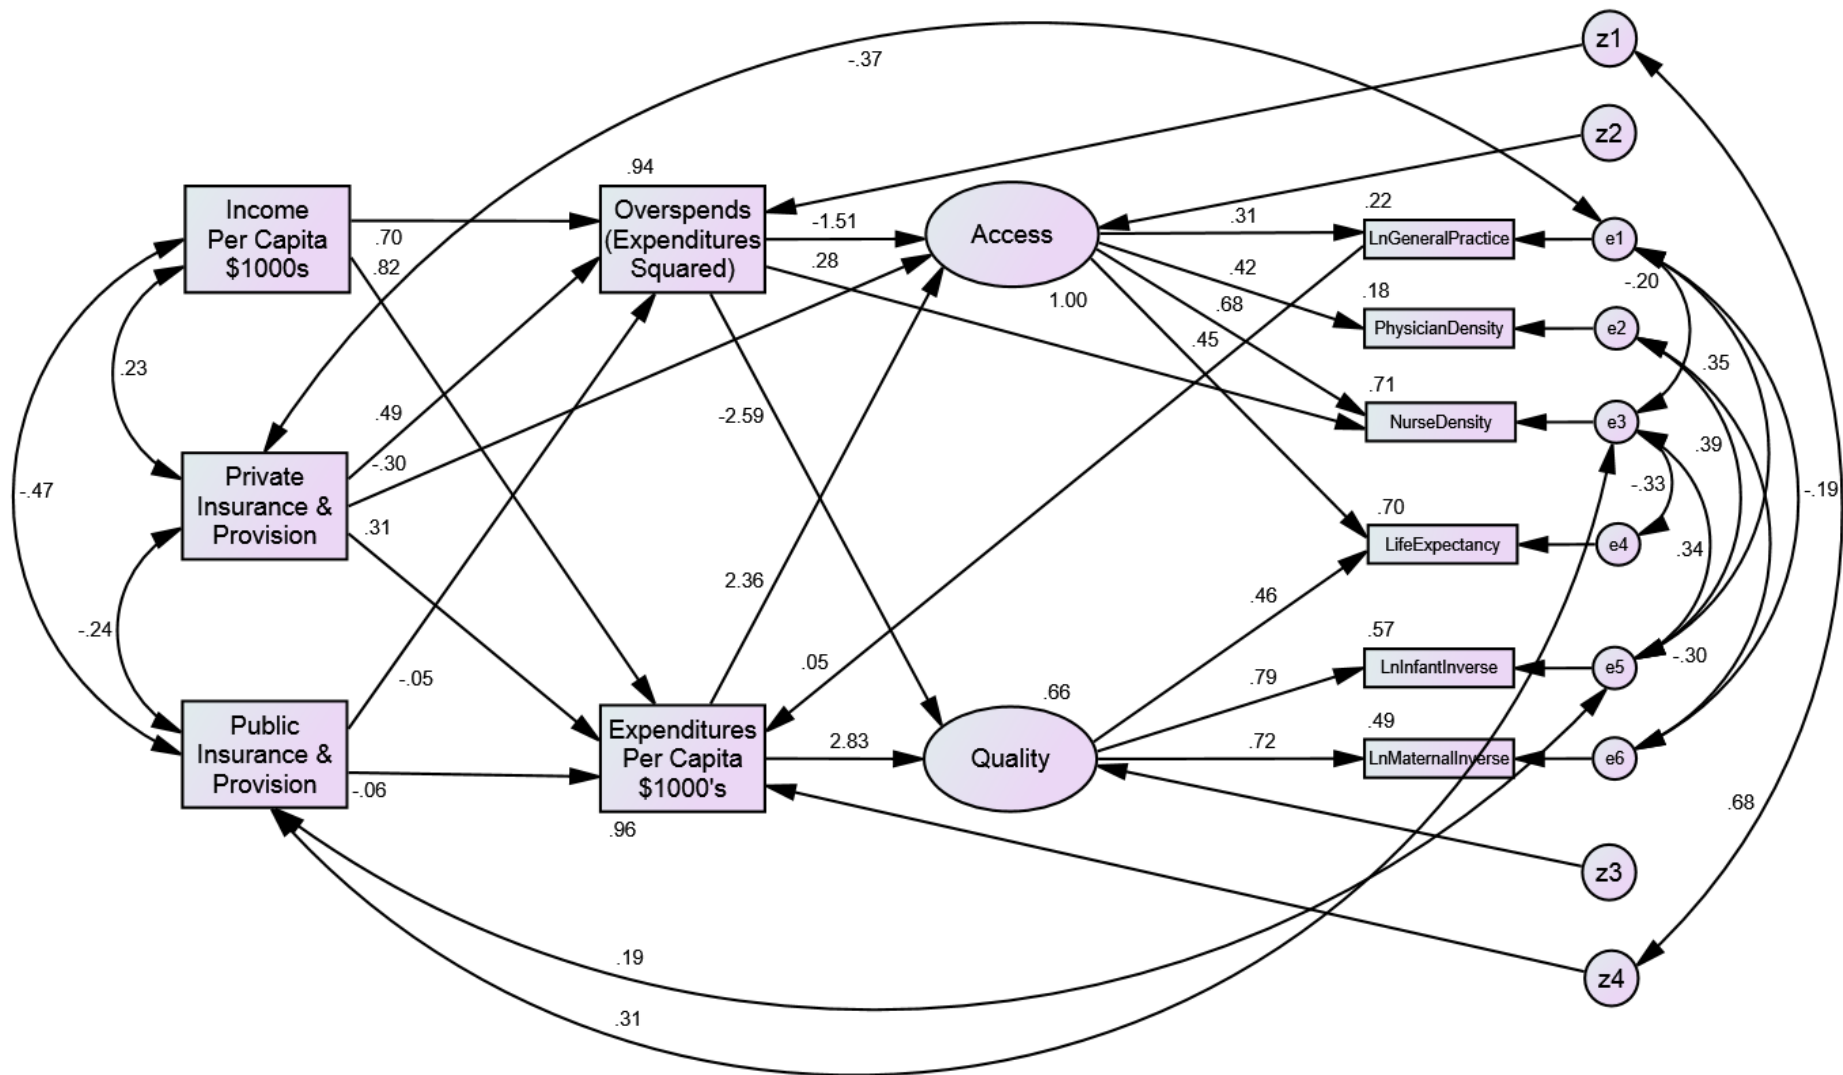 z1
-.37
z2
.94
Income
Per Capita
$1000s
Overspends
(Expenditures
Squared)
-1.51
Access
.31
.22
LnGeneralPractice
e1
.70
.82
.28
1.00
.42
.68
.45
.18
PhysicianDensity
e2
-.20
.35
.23
.49
-.30
-2.59
.71
NurseDensity
e3
.39
-.33
-.19
-.47
Private
Insurance &
Provision
.31
.70
LifeExpectancy
e4
.34
-.24
2.36
.46
.57
LnInfantInverse
e5
-.30
-.05
.05
.66
.79
Public
Insurance &
Provision
-.06
Expenditures
Per Capita
$1000's
.96
2.83
Quality
.72
.49
LnMaternalInverse
e6
.68
z3
.19
z4
.31